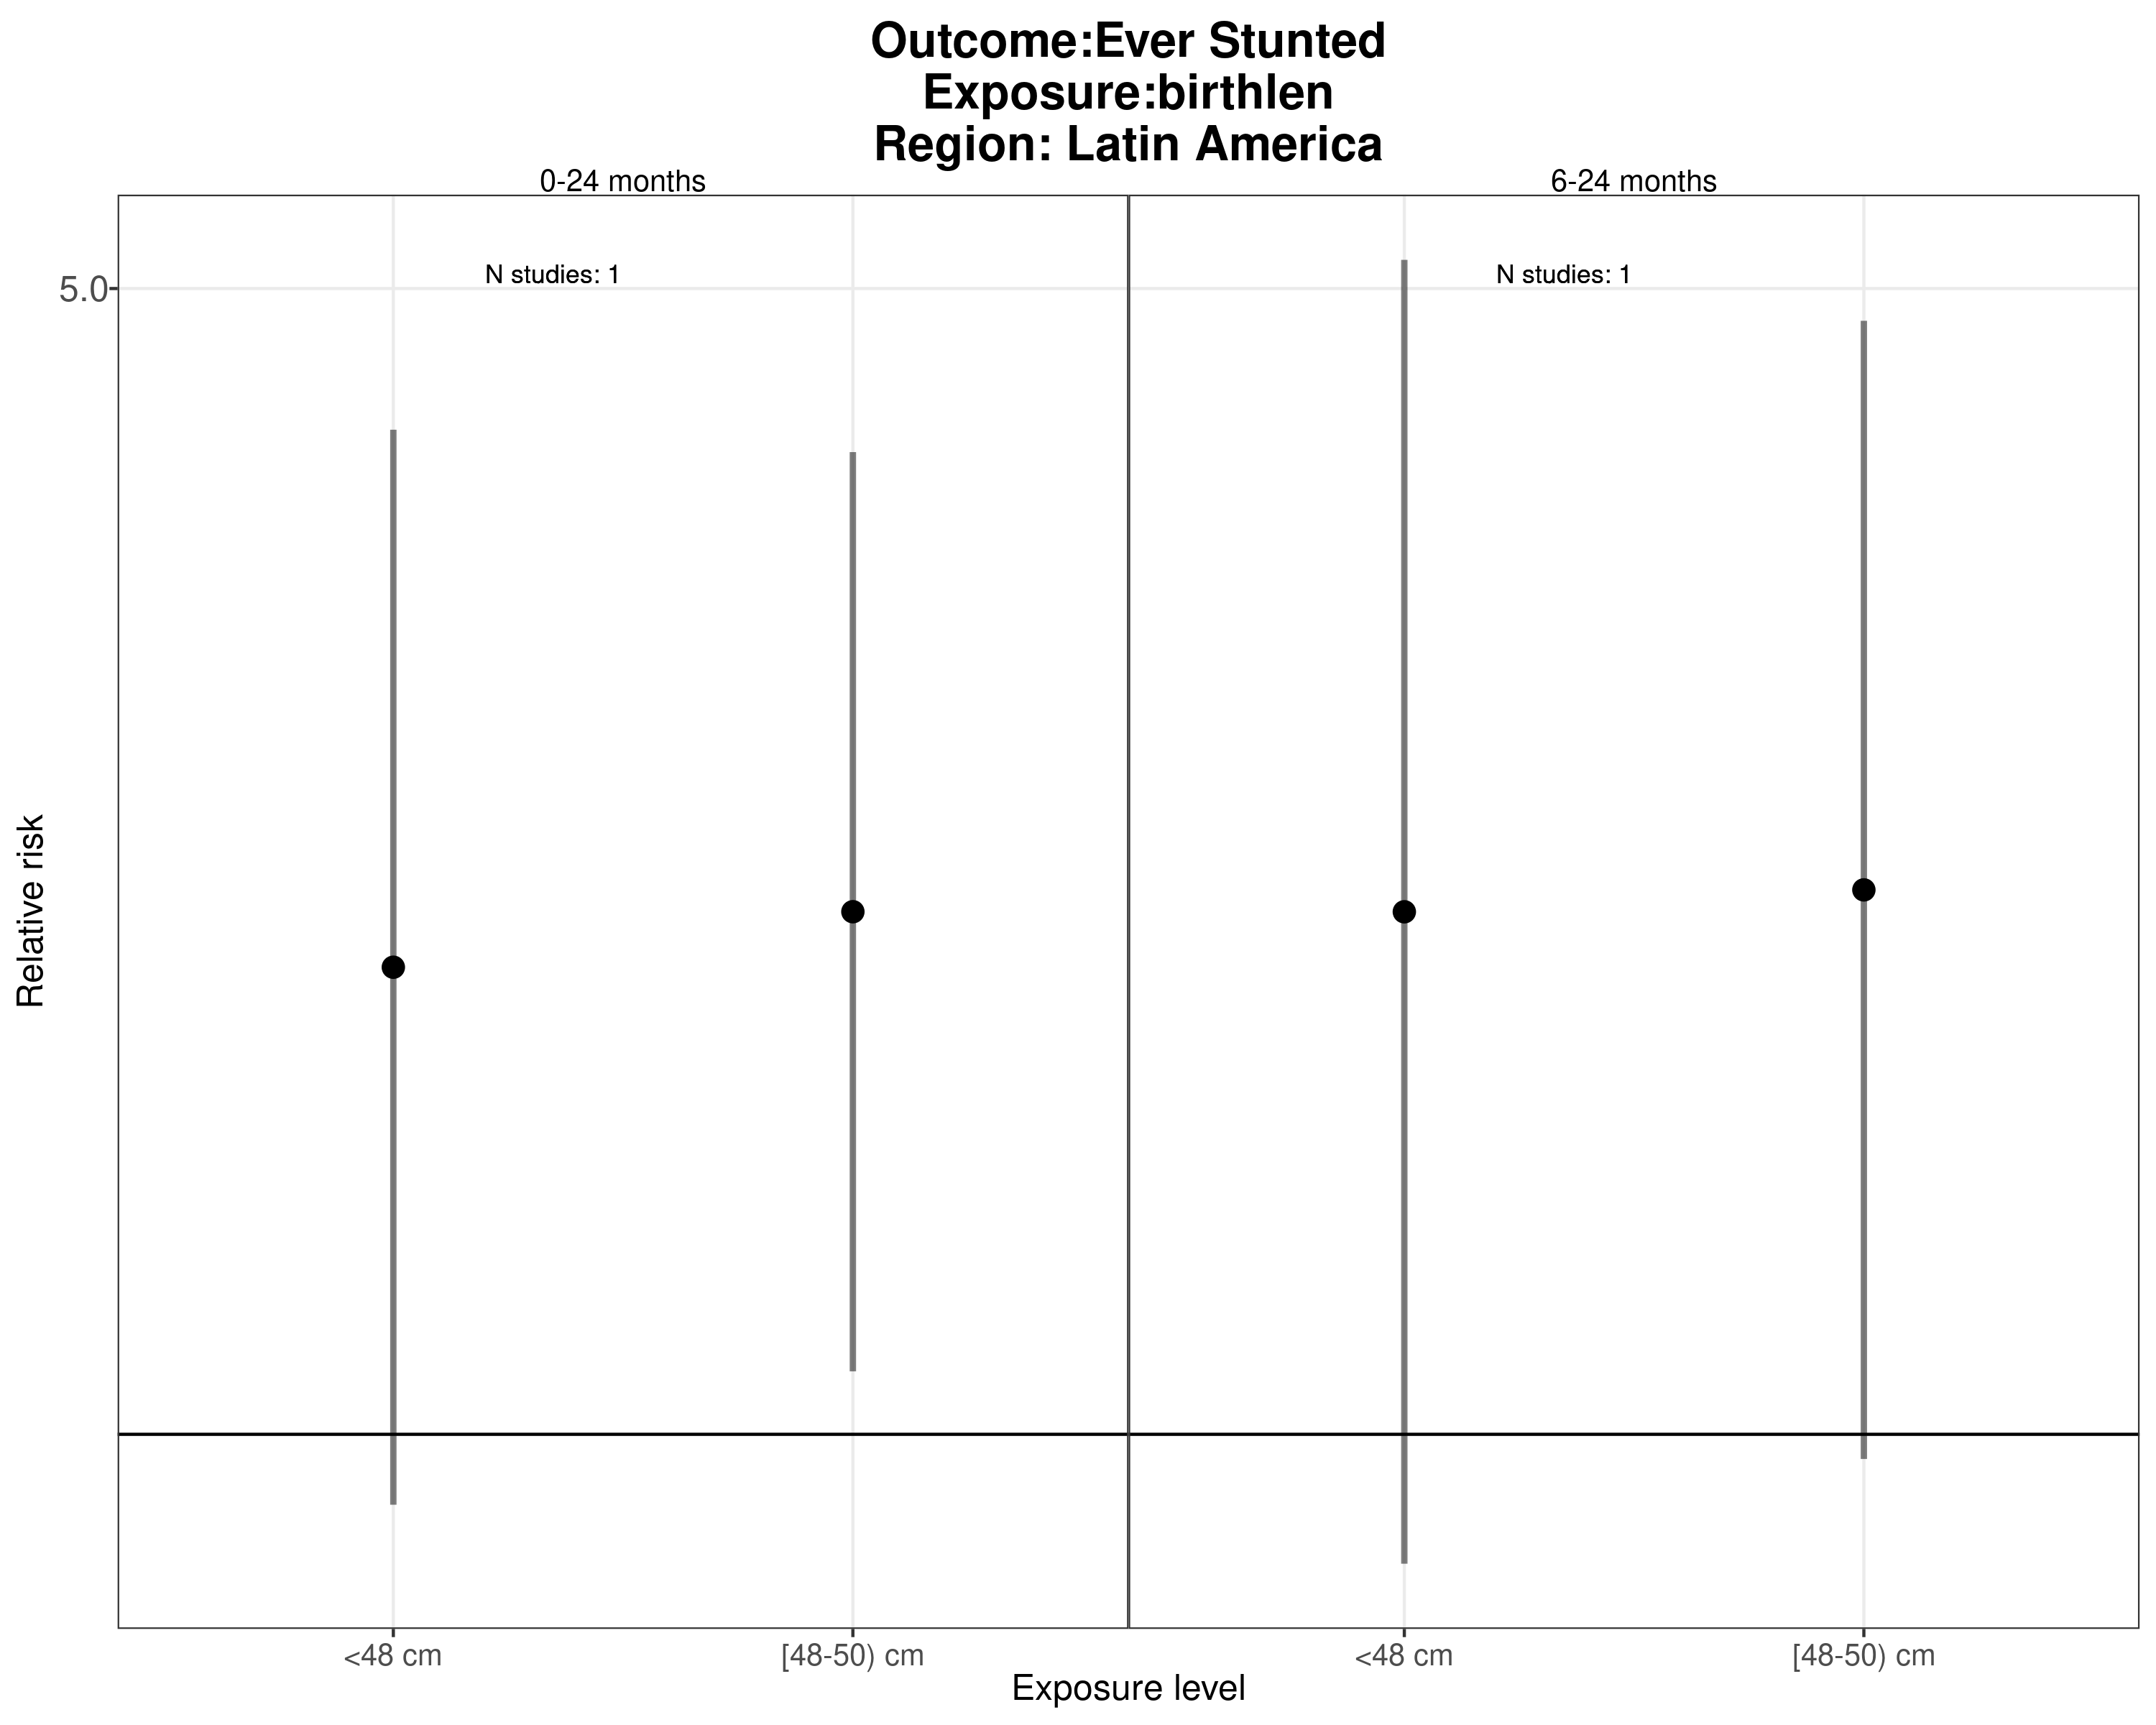 Outcome:Ever Stunted
Exposure:birthlen
Region: Latin America
0-24 months
6-24 months
N studies: 1
N studies: 1
5.0
Relative risk
<48 cm
[48-50) cm
<48 cm
[48-50) cm
Exposure level